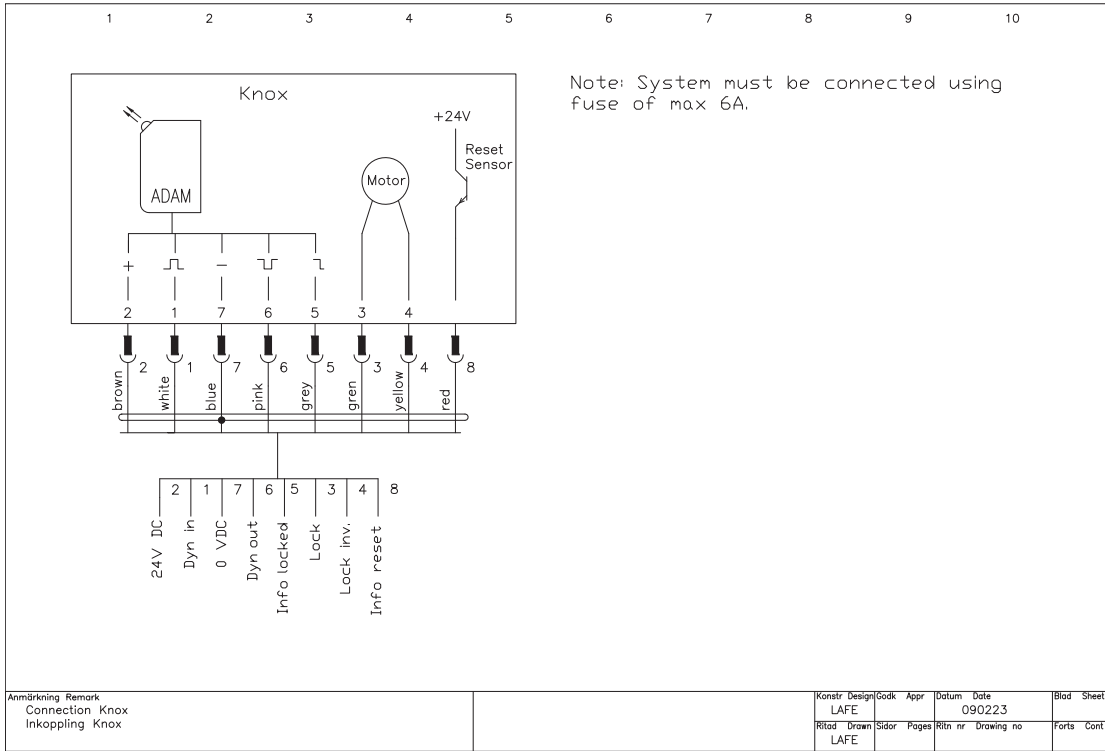 1 2 3 4 5 6 7 8 9 10
Knox
Note: System must be connected using
fuse of max 6A.
+24V
Reset
Sensor
Motor
ADAM
+ −
2 1 7 6 5 3 4
2 1 7 6 5 3 4 8
brown white blue pink grey gren yellow red
2 1 7 6 5 3 4 8
24V DC
Dyn in
0 VDC
Dyn out
Info locked
Lock
Lock inv.
Info reset
Anmärkning Remark
Connection Knox
Inkoppling Knox
Konstr Design Godk Appr Datum Date Blad Sheet
LAFE 090223
Ritad Drawn Sidor Pages Ritn nr Drawing no Forts Cont
LAFE